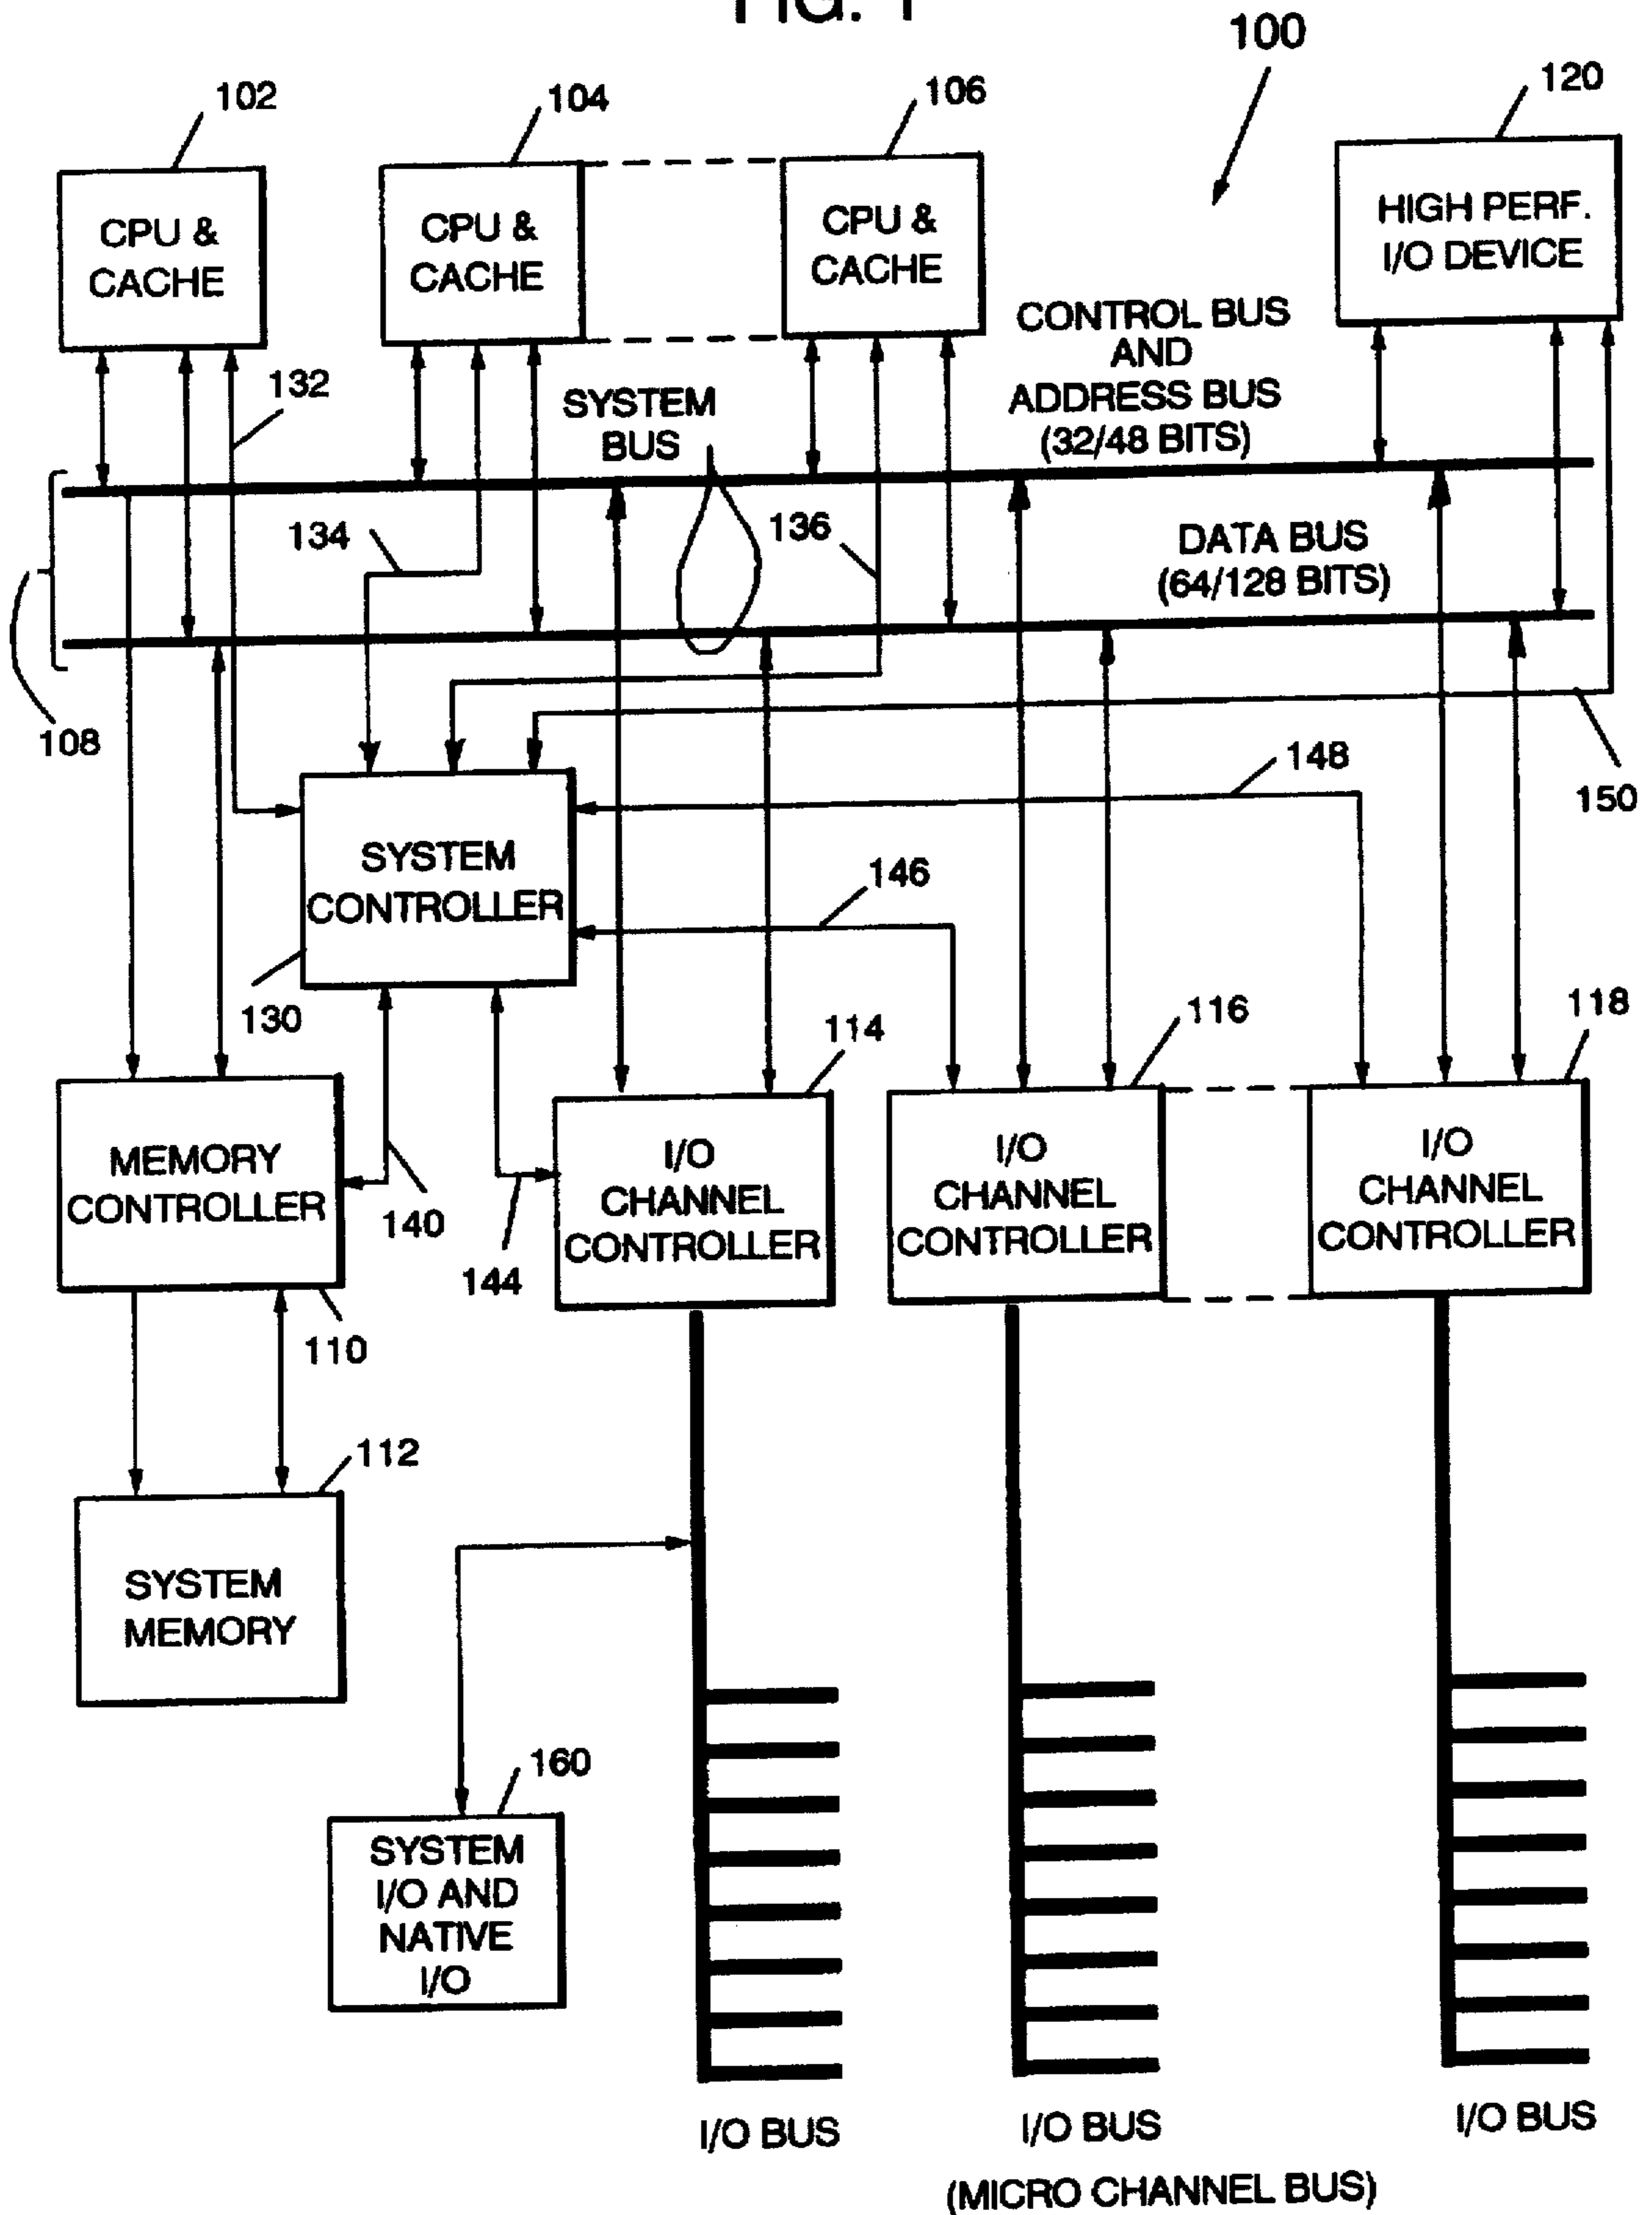 FIG. 1
100
102
104
106
120
CPU &
CACHE
CPU &
CACHE
CPU &
CACHE
HIGH PERF.
I/O DEVICE
CONTROL BUS
AND
ADDRESS BUS
(32/48 BITS)
132
SYSTEM
BUS
134
136
DATA BUS
(64/128 BITS)
108
148
150
SYSTEM
CONTROLLER
146
130
114
116
118
MEMORY
CONTROLLER
140
144
I/O
CHANNEL
CONTROLLER
I/O
CHANNEL
CONTROLLER
I/O
CHANNEL
CONTROLLER
110
112
SYSTEM
MEMORY
160
SYSTEM
I/O AND
NATIVE
I/O
I/O BUS
I/O BUS
I/O BUS
(MICRO CHANNEL BUS)